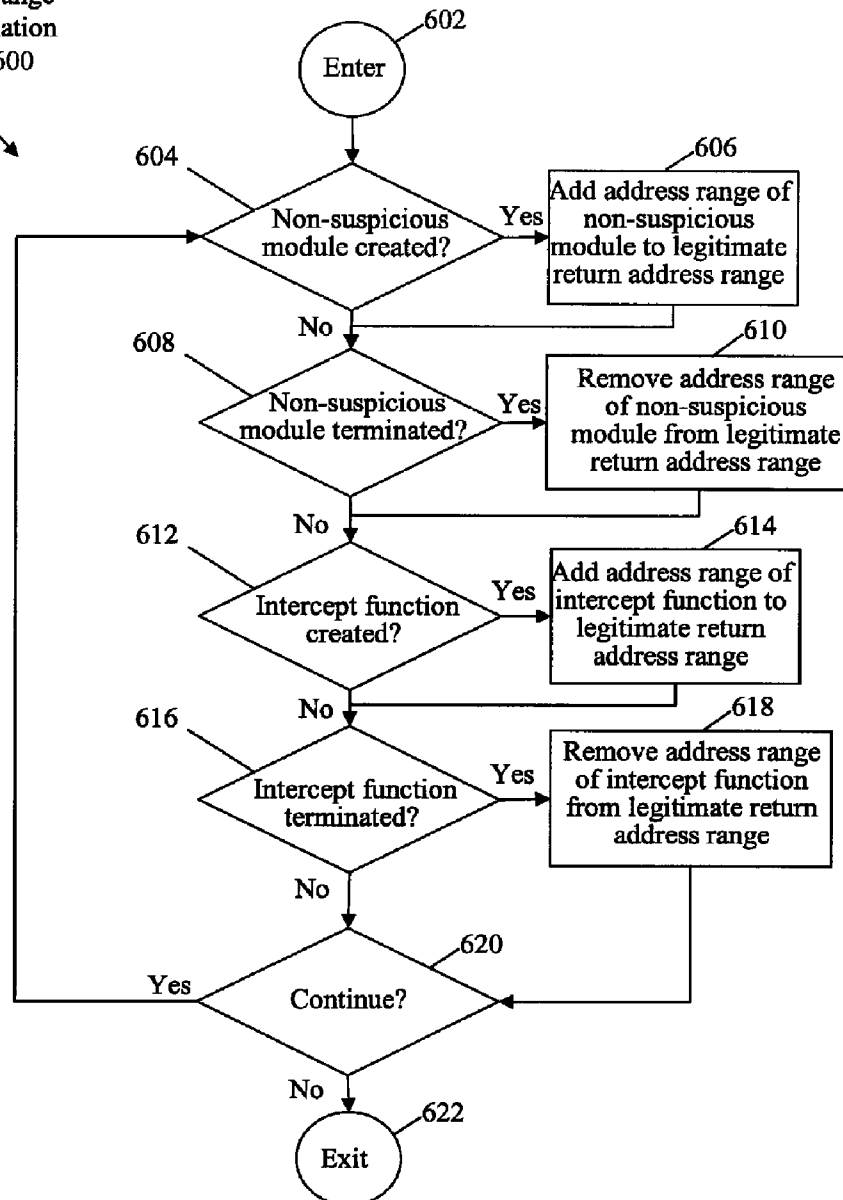 600
602
Enter
604
Non-suspicious
module created?
Yes
606
Add address range of
non-suspicious
module to legitimate
return address range
No
608
Non-suspicious
module terminated?
Yes
610
Remove address range
of non-suspicious
module from legitimate
return address range
No
612
Intercept function
created?
Yes
614
Add address range of
intercept function to
legitimate return
address range
No
616
Intercept function
terminated?
Yes
618
Remove address range
of intercept function
from legitimate return
address range
No
620
Continue?
Yes
No
622
Exit